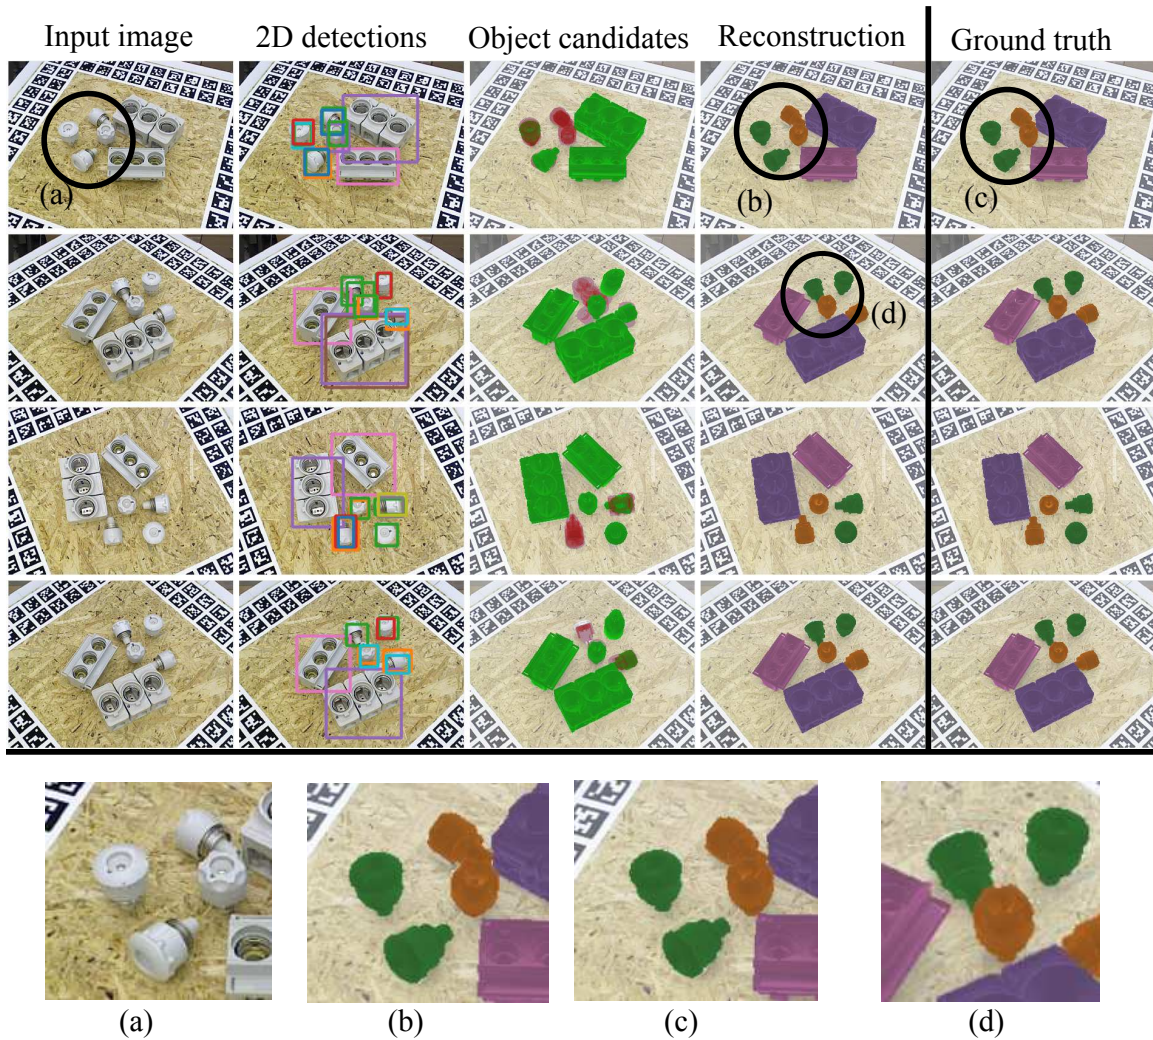 Input image
2D detections
Object candidates
Reconstruction
Ground truth
(a)
(b)
(c)
(d)
(a)
(b)
(c)
(d)